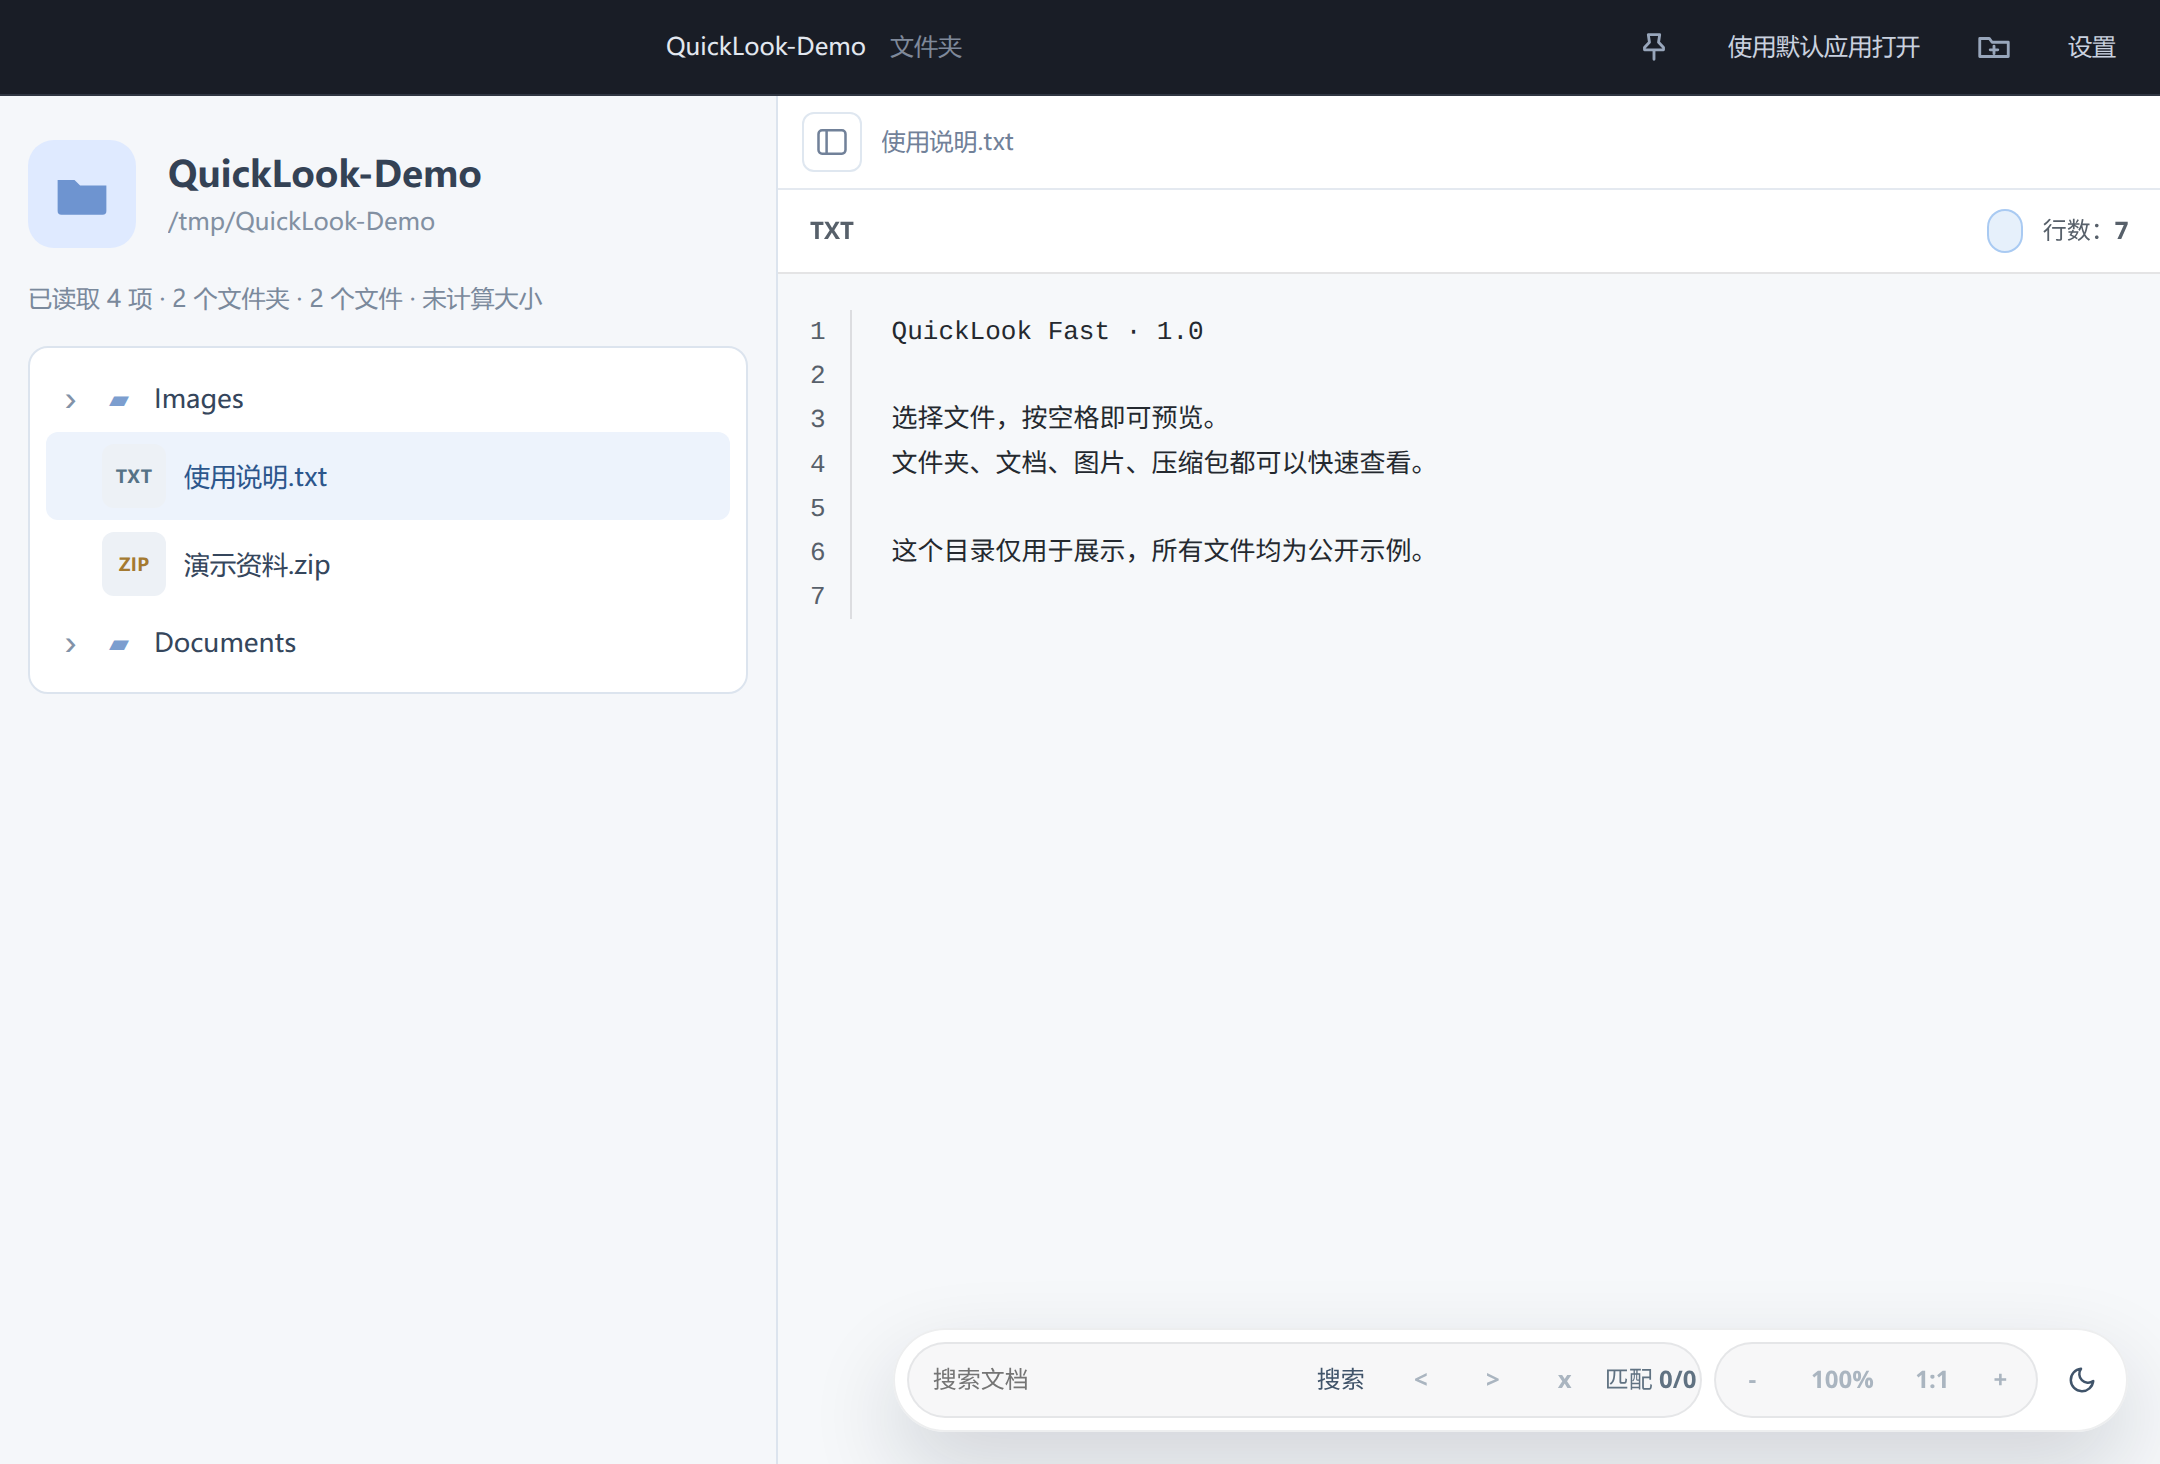 QuickLook-Demo 文件夹 使用默认应用打开 设置
QuickLook-Demo
/tmp/QuickLook-Demo
已读取 4 项 · 2 个文件夹 · 2 个文件 · 未计算大小
Images
TXT 使用说明.txt
ZIP 演示资料.zip
Documents
使用说明.txt
TXT 行数：7
1 QuickLook Fast · 1.0
2
3 选择文件，按空格即可预览。
4 文件夹、文档、图片、压缩包都可以快速查看。
5
6 这个目录仅用于展示，所有文件均为公开示例。
7
搜索文档 搜索 < > x 匹配 0/0 - 100% 1:1 +